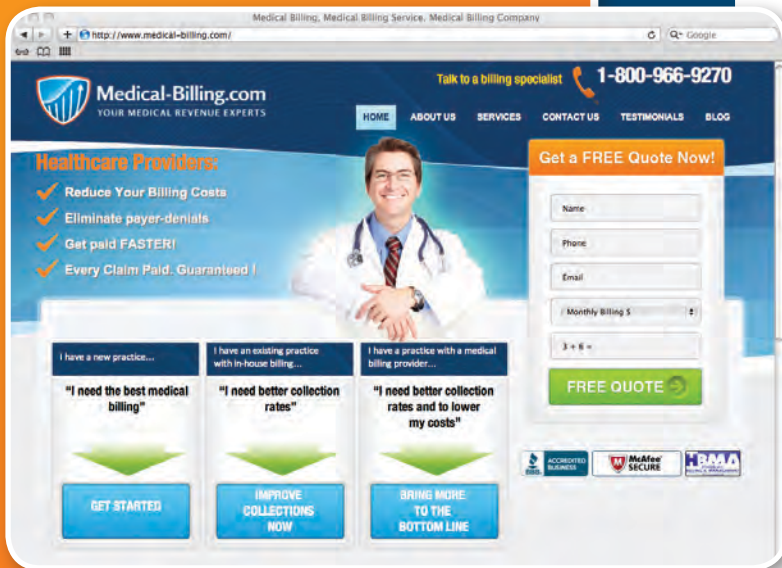 Medical Billing, Medical Billing Service, Medical Billing Company
http://www.medical-billing.com/
Google
Medical-Billing.com
YOUR MEDICAL REVENUE EXPERTS
Talk to a billing specialist
1-800-966-9270
HOME
ABOUT US
SERVICES
CONTACT US
TESTIMONIALS
BLOG
Healthcare Providers:
Reduce Your Billing Costs
Eliminate payer-denials
Get paid FASTER!
Every Claim Paid. Guaranteed !
Get a FREE Quote Now!
Name
Phone
Email
Monthly Billing $
3 + 6 =
FREE QUOTE
I have a new practice...
"I need the best medical
billing"
GET STARTED
I have an existing practice
with in-house billing...
"I need better collection
rates"
IMPROVE
COLLECTIONS
NOW
I have a practice with a medical
billing provider...
"I need better collection
rates and to lower
my costs"
BRING MORE
TO THE
BOTTOM LINE
ACCREDITED
BUSINESS
McAfee
SECURE
HBMA